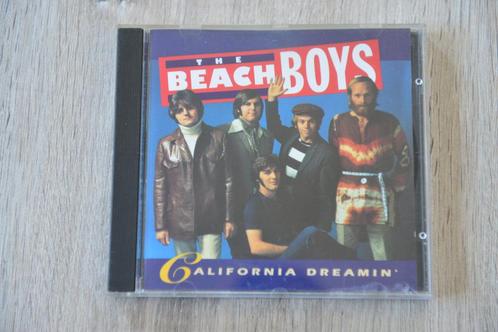 THE
BEACH BOYS
CALIFORNIA DREAMIN'